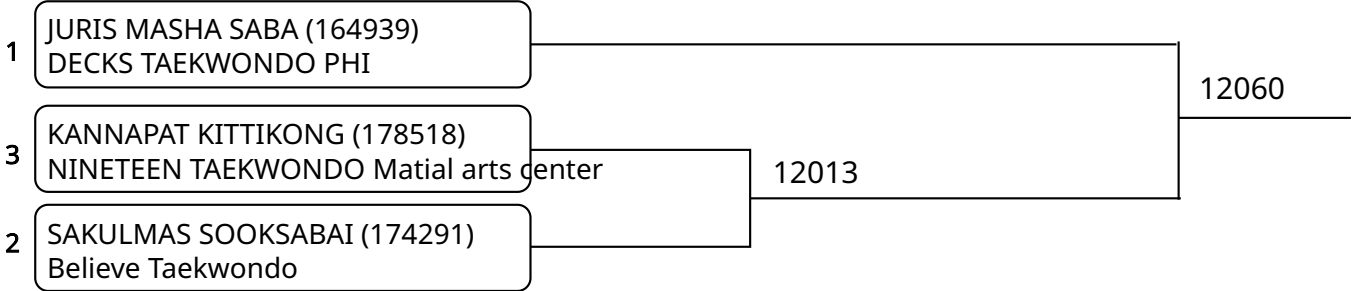 1
JURIS MASHA SABA (164939)
DECKS TAEKWONDO PHI
12060
3
KANNAPAT KITTIKONG (178518)
NINETEEN TAEKWONDO Matial arts center
12013
2
SAKULMAS SOOKSABAI (174291)
Believe Taekwondo